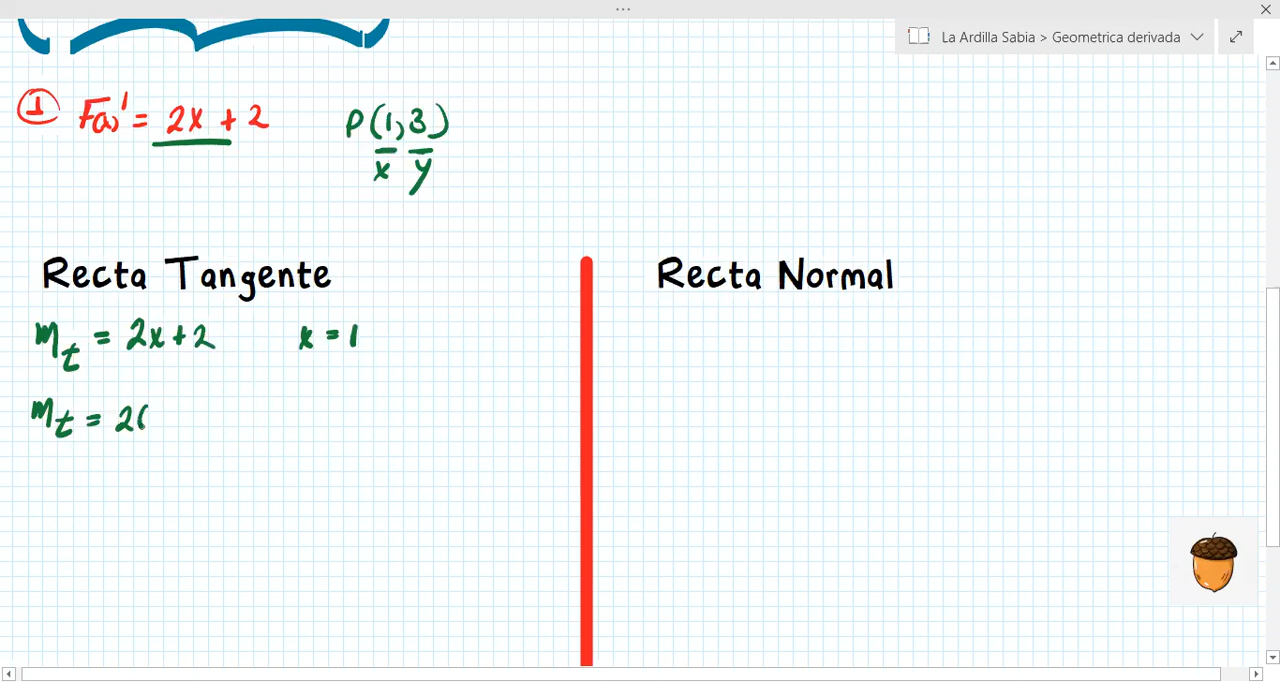 La Ardilla Sabia > Geometrica derivada
① F(x)' = 2x + 2 P(1,3)
x y
Recta Tangente
Recta Normal
mt = 2x+2 x = 1
mt = 2(